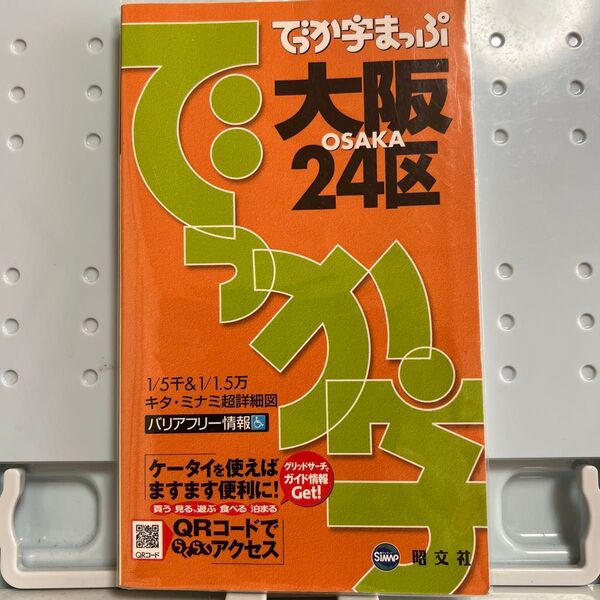 でっか字まっぷ
大阪
OSAKA
24区
でっか字
1/5千&1/1.5万
キタ・ミナミ超詳細図
バリアフリー情報
ケータイを使えば
ますます便利に!
グリッドサーチ、
ガイド情報
Get!
買う 見る、遊ぶ 食べる 泊まる
QRコードで
らくらくアクセス
QRコード
SiMAP
昭文社